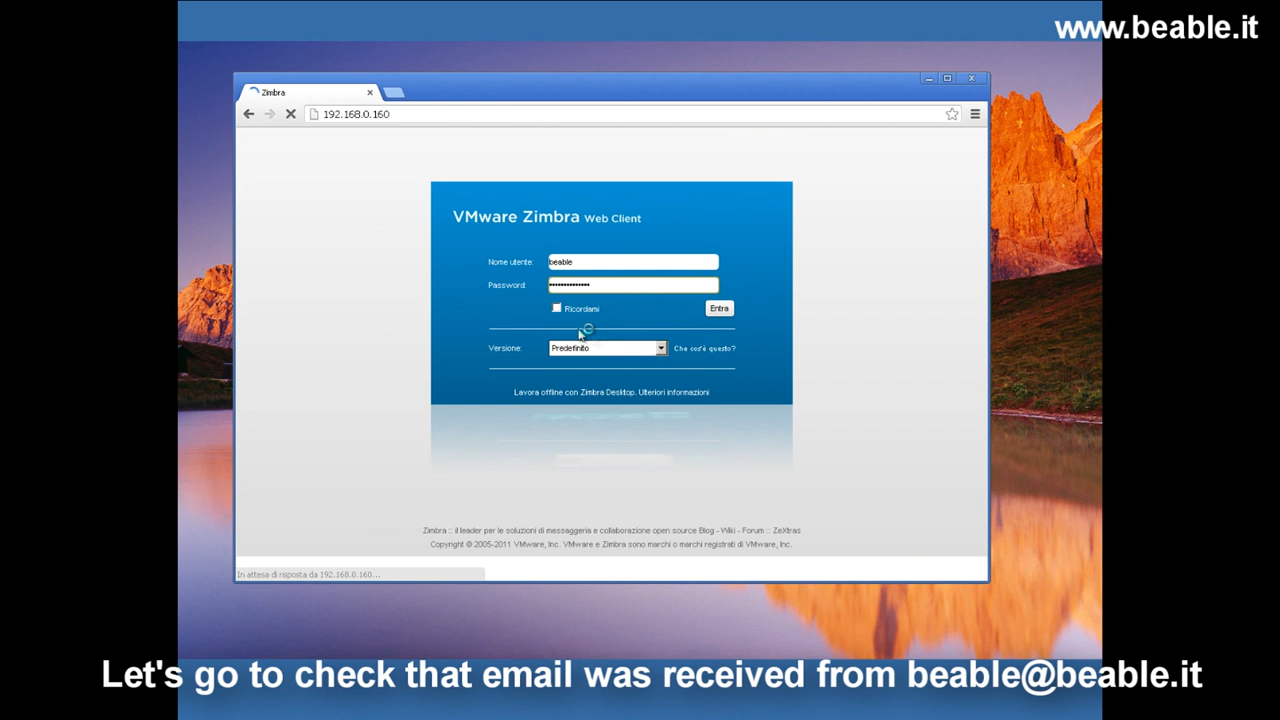 www.beable.it
Zimbra
192.168.0.160
VMware Zimbra Web Client
Nome utente: beable
Password: ••••••••••••••
Ricordami Entra
Versione: Predefinito Che cos'è questo?
Lavora offline con Zimbra Desktop. Ulteriori informazioni
Zimbra :: il leader per le soluzioni di messaggeria e collaborazione open source Blog - Wiki - Forum :: ZeXtras
Copyright © 2005-2011 VMware, Inc. VMware e Zimbra sono marchi o marchi registrati di VMware, Inc.
In attesa di risposta da 192.168.0.160...
Let's go to check that email was received from beable@beable.it